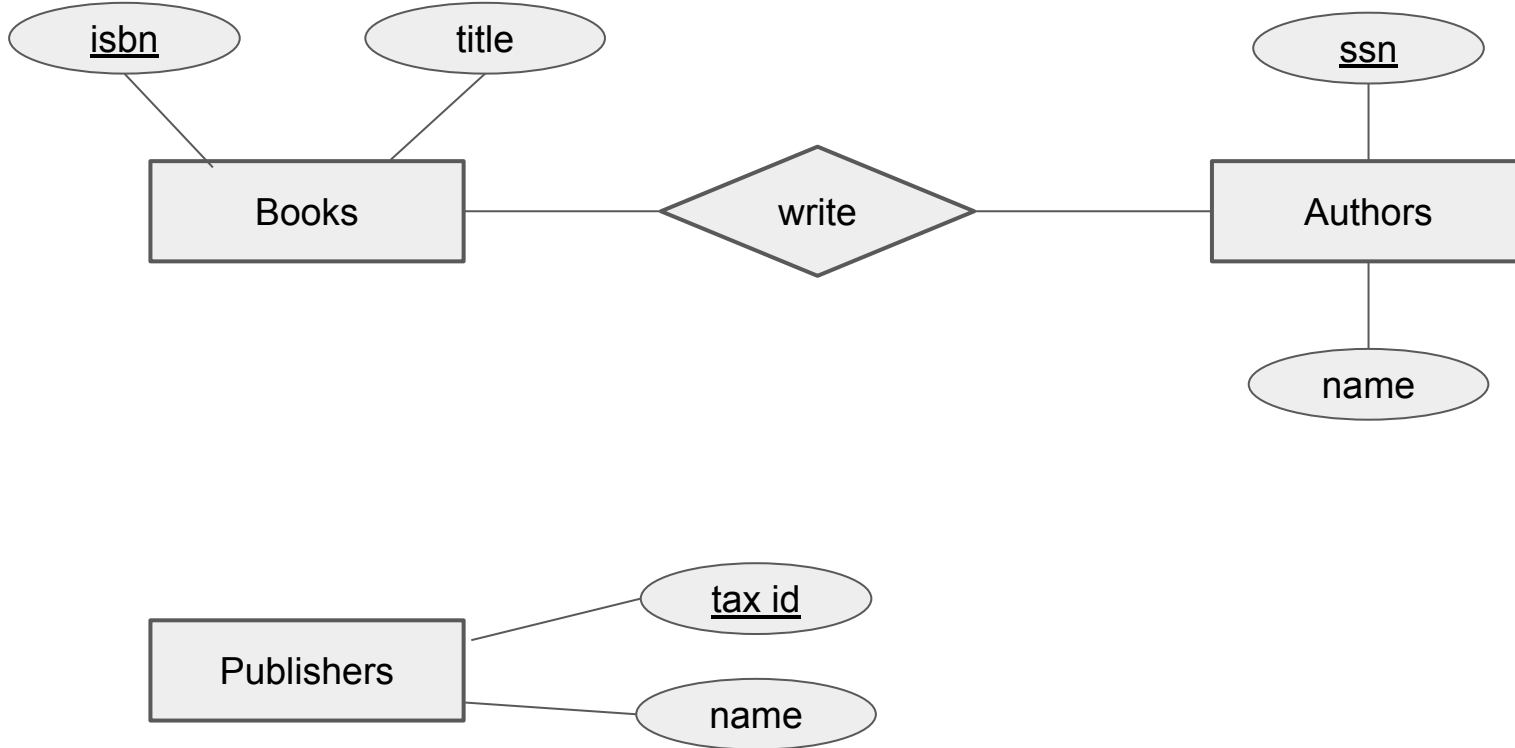 isbn
title
ssn
Books
write
Authors
name
tax id
Publishers
name